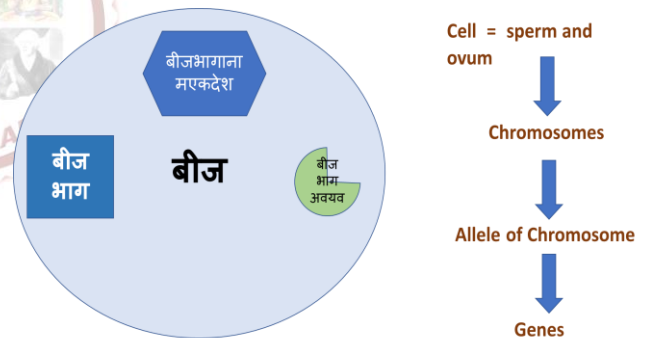 बीजभागाना
मएकदेश
बीज
भाग
बीज
बीज
भाग
अवयव
Cell = sperm and
ovum
Chromosomes
Allele of Chromosome
Genes